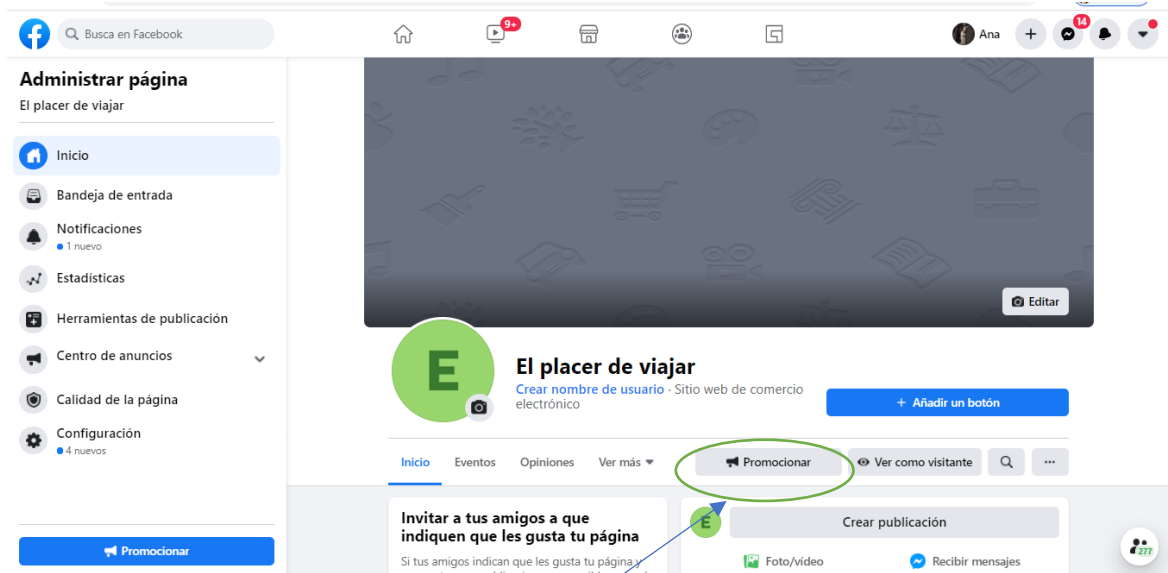 Busca en Facebook
9+
Ana
14
Administrar página
El placer de viajar
Inicio
Bandeja de entrada
Notificaciones
1 nuevo
Estadísticas
Herramientas de publicación
Centro de anuncios
Calidad de la página
Configuración
4 nuevos
Promocionar
Editar
E
El placer de viajar
Crear nombre de usuario · Sitio web de comercio
electrónico
+ Añadir un botón
Inicio Eventos Opiniones Ver más
Promocionar
Ver como visitante
Invitar a tus amigos a que
indiquen que les gusta tu página
Si tus amigos indican que les gusta tu página y
E
Crear publicación
Foto/vídeo
Recibir mensajes
277